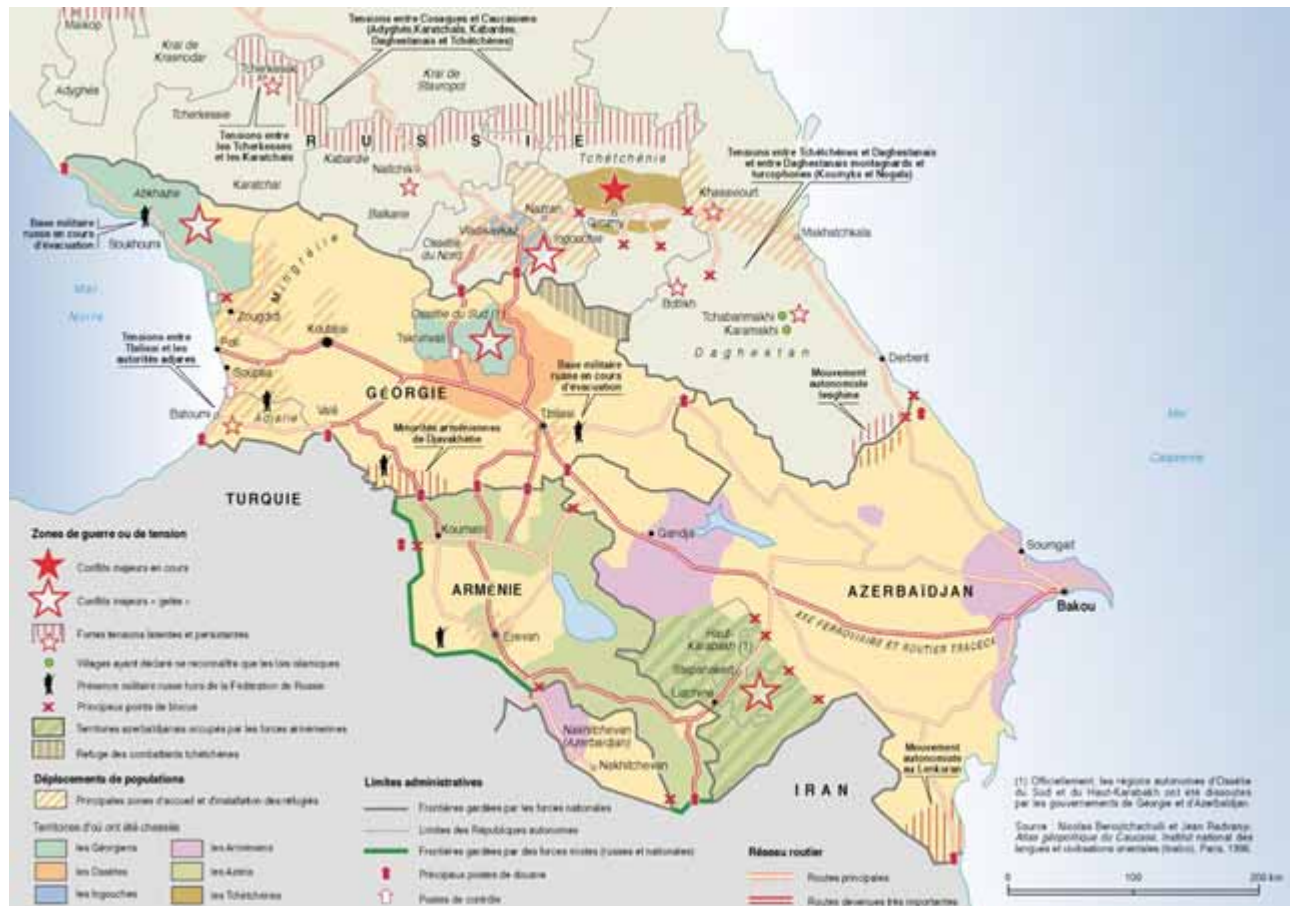 Maïkop
Kraï de
Krasnodar
Adyghés
Tcherkessk
Tcherkessie
Tensions entre Cosaques et Caucasiens
(Adyghés, Karatchaïs, Kabardes,
Daghestanais et Tchétchènes)
Kraï de
Stavropol
Tensions entre
les Tcherkesses
et les Karatchaïs
RUSSIE
Kabardie
Naltchik
Karatchaï
Balkarie
Tchétchénie
Tensions entre Tchétchènes et Daghestanais
et entre Daghestanais montagnards et
turcophones (Koumyks et Nogaïs)
Abkhazie
Base militaire
russe en cours
d'évacuation
Soukhoumi
Ossétie
du Nord
Vladikavkaz
Nazran
Ingouchie
Grozny
Khassaviourt
Makhatchkala
Mer
Noire
Mingrélie
Zougdidi
Ossétie du Sud (1)
Tskhinvali
Botlikh
Tchabanmakhi
Karamakhi
Daghestan
Derbent
Tensions entre
Tbilissi et les
autorités adjares
Poti
Koutaïssi
Soupsa
GÉORGIE
Base militaire
russe en cours
d'évacuation
Mouvement
autonomiste
lesghine
Mer
Caspienne
Batoumi
Adjarie
Valé
Tbilissi
Minorités arméniennes
de Djavakhétie
TURQUIE
Koumaïri
Gandja
Soumgaït
Bakou
ARMÉNIE
AZERBAÏDJAN
Erevan
AXE FERROVIAIRE ET ROUTIER TRACECA
Haut-
Karabakh (1)
Stepanakert
Latchine
Nakhitchevan
(Azerbaïdjan)
Nakhitchevan
IRAN
Mouvement
autonomiste
au Lenkoran
Zones de guerre ou de tension
Conflits majeurs en cours
Conflits majeurs « gelés »
Fortes tensions latentes et persistantes
Villages ayant déclaré ne reconnaître que les lois islamiques
Présence militaire russe hors de la Fédération de Russie
Principaux points de blocus
Territoires azerbaïdjanais occupés par les forces arméniennes
Refuge des combattants tchétchènes
Déplacements de populations
Principales zones d'accueil et d'installation des réfugiés
Territoires d'où ont été chassés
les Géorgiens
les Ossètes
les Ingouches
les Arméniens
les Azéris
les Tchétchènes
Limites administratives
Frontières gardées par les forces nationales
Limites des Républiques autonomes
Frontières gardées par des forces mixtes (russes et nationales)
Principaux postes de douane
Postes de contrôle
Réseau routier
Routes principales
Routes devenues très importantes
(1) Officiellement, les régions autonomes d'Ossétie
du Sud et du Haut-Karabakh ont été dissoutes
par les gouvernements de Géorgie et d'Azerbaïdjan.
Source : Nicolas Beroutchachvili et Jean Radvanyi,
Atlas géopolitique du Caucase, Institut national des
langues et civilisations orientales (Inalco), Paris, 1996.
0 100 200 km